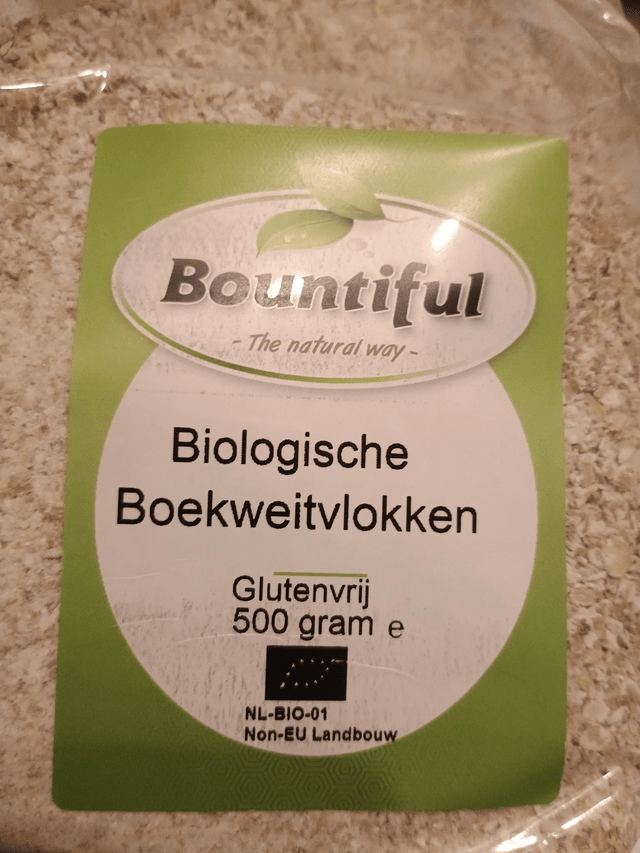 Bountiful
- The natural way -
Biologische
Boekweitvlokken
Glutenvrij
500 gram e
NL-BIO-01
Non-EU Landbouw